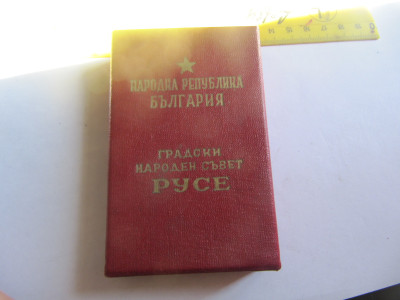 НАРОДНА РЕПУБЛИКА
БЪЛГАРИЯ
ГРАДСКИ
НАРОДЕН СЪВЕТ
РУСЕ